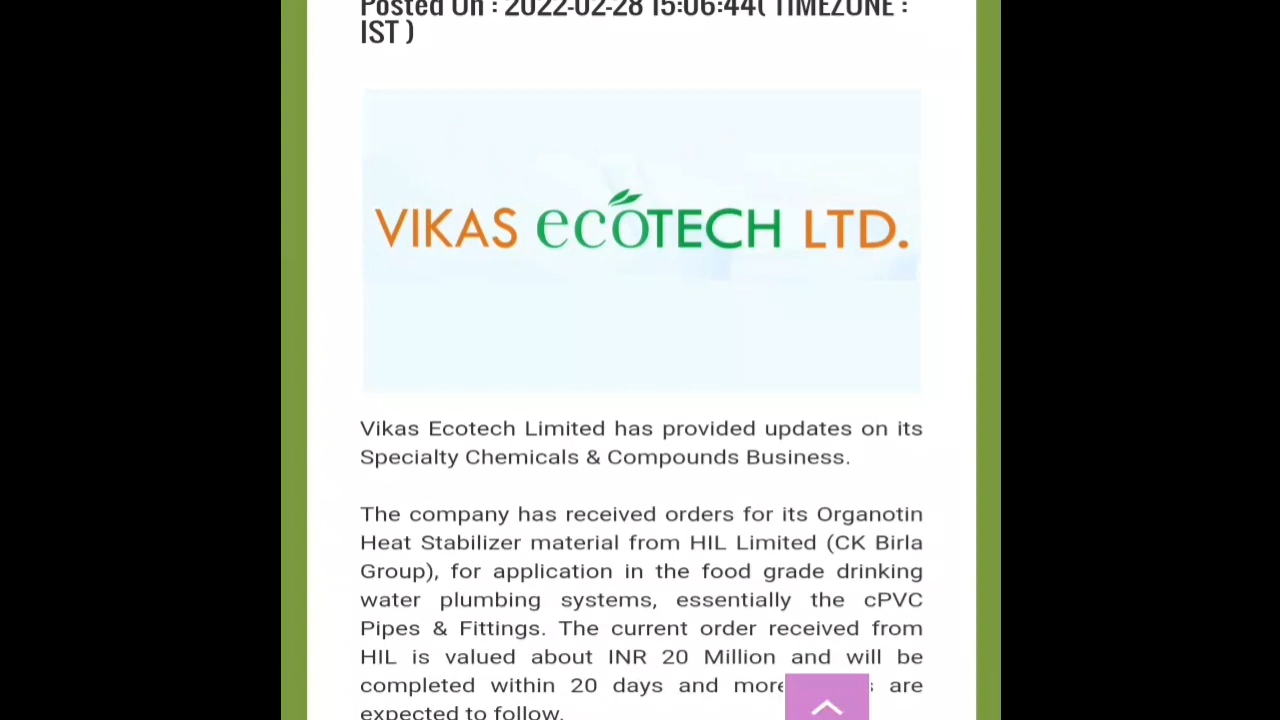 Posted On : 2022-02-28 15:06:44( TIMEZONE :
IST )
VIKAS ecoTECH LTD.
Vikas Ecotech Limited has provided updates on its
Specialty Chemicals & Compounds Business.
The company has received orders for its Organotin
Heat Stabilizer material from HIL Limited (CK Birla
Group), for application in the food grade drinking
water plumbing systems, essentially the cPVC
Pipes & Fittings. The current order received from
HIL is valued about INR 20 Million and will be
completed within 20 days and more are
expected to follow.